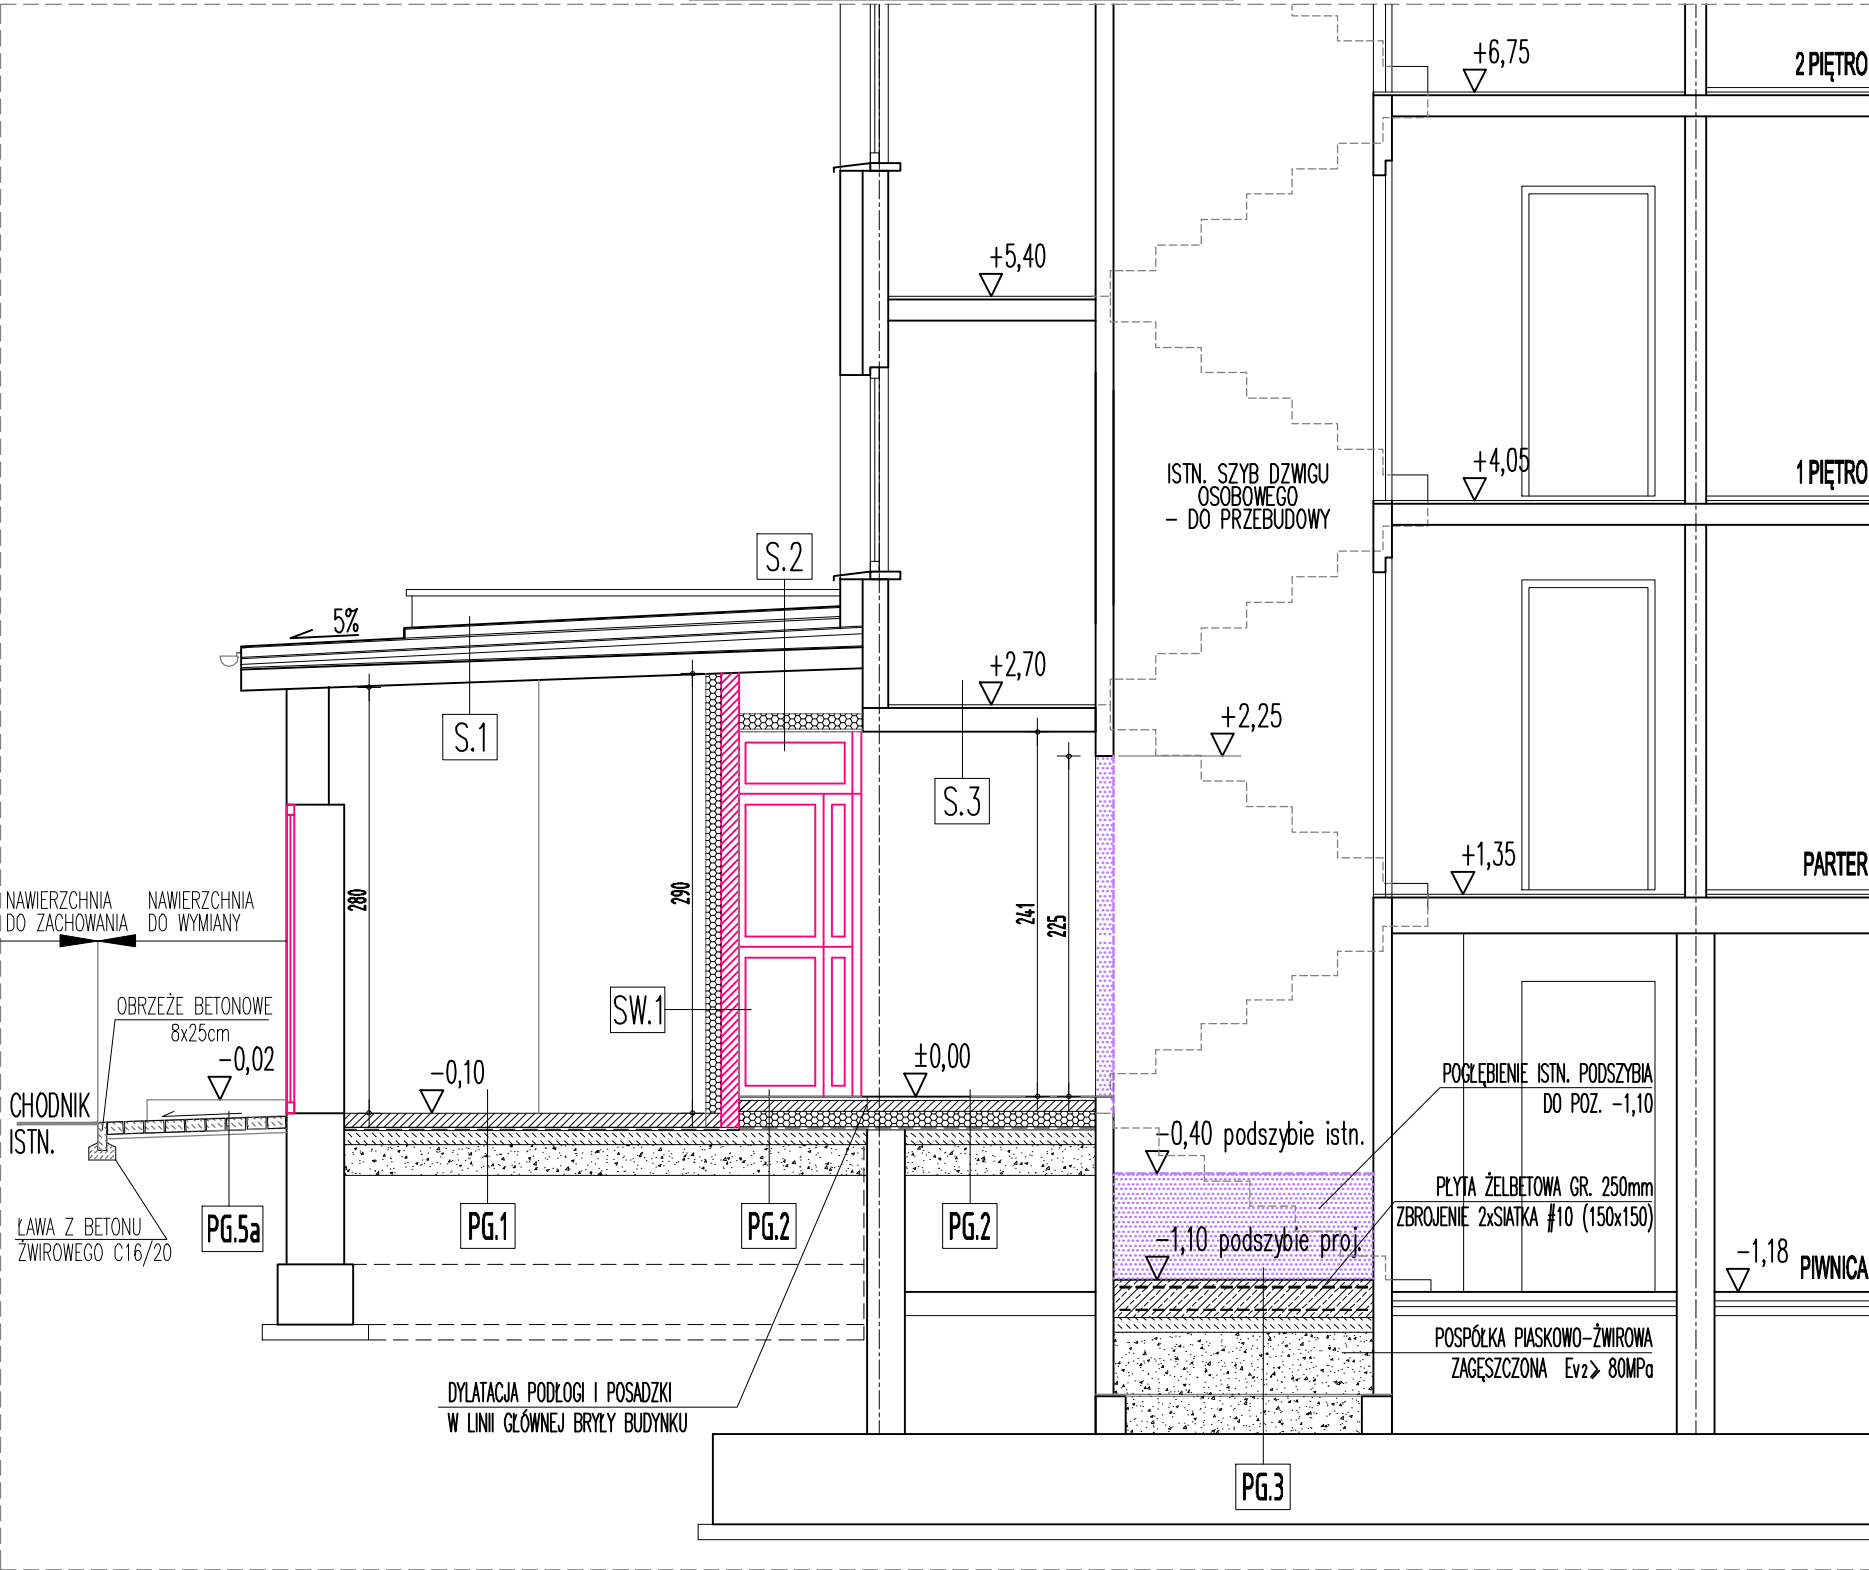 +6,75
2 PIĘTRO
+5,40
+4,05
1 PIĘTRO
ISTN. SZYB DZWIGU
OSOBOWEGO
- DO PRZEBUDOWY
S.2
5%
+2,70
+2,25
S.1
S.3
+1,35
PARTER
280
290
241
225
NAWIERZCHNIA
DO ZACHOWANIA
NAWIERZCHNIA
DO WYMIANY
OBRZEŻE BETONOWE
8x25cm
SW.1
-0,02
-0,10
±0,00
CHODNIK
ISTN.
POGŁĘBIENIE ISTN. PODSZYBIA
DO POZ. -1,10
-0,40 podszybie istn.
PŁYTA ŻELBETOWA GR. 250mm
ZBROJENIE 2xSIATKA #10 (150x150)
ŁAWA Z BETONU
ŻWIROWEGO C16/20
PG.5a
PG.1
PG.2
PG.2
-1,10 podszybie proj.
-1,18
PIWNICA
POSPÓŁKA PIASKOWO-ŻWIROWA
ZAGĘSZCZONA Ev2⩾ 80MPa
DYLATACJA PODŁOGI I POSADZKI
W LINII GŁÓWNEJ BRYŁY BUDYNKU
PG.3